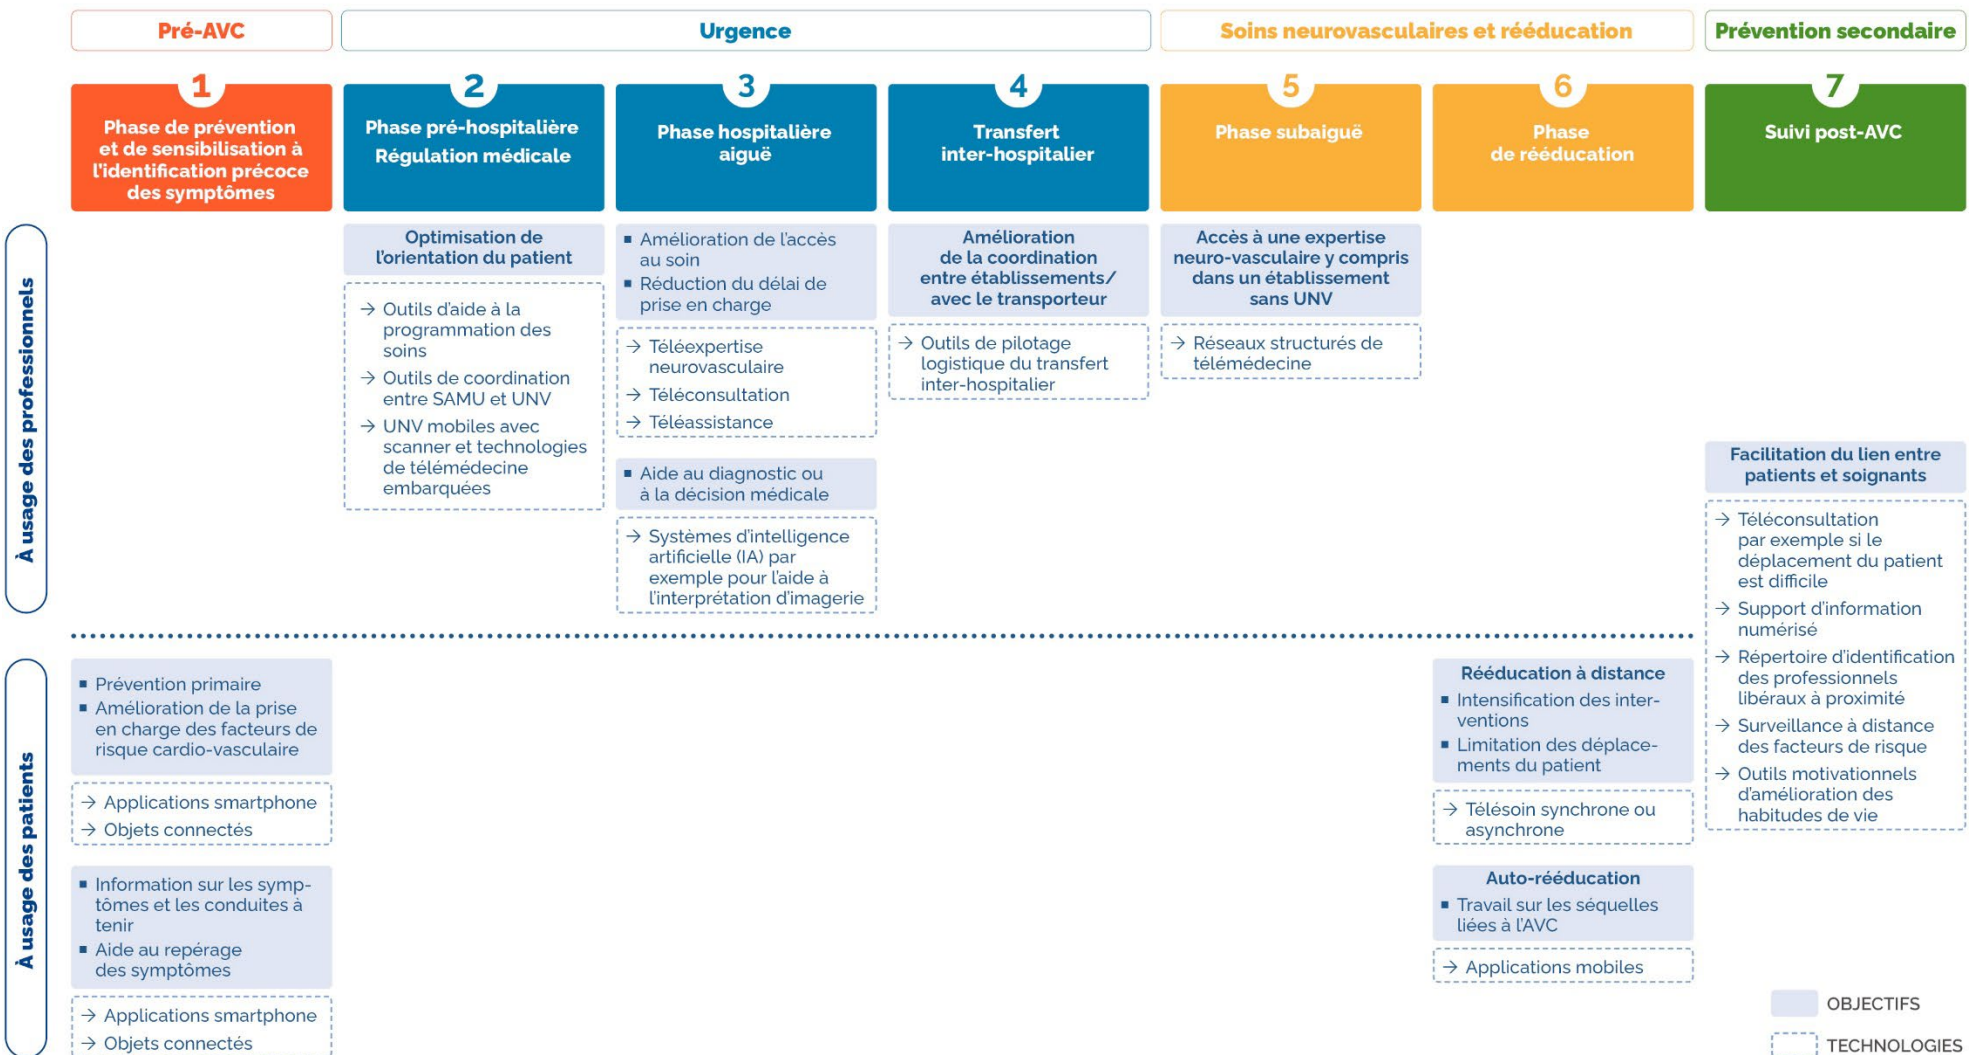 Pré-AVC
Urgence
Soins neurovasculaires et rééducation
Prévention secondaire
1
Phase de prévention
et de sensibilisation à
l'identification précoce
des symptômes
2
Phase pré-hospitalière
Régulation médicale
3
Phase hospitalière
aiguë
4
Transfert
inter-hospitalier
5
Phase subaiguë
6
Phase
de rééducation
7
Suivi post-AVC
À usage des professionnels
Optimisation de
l'orientation du patient
→ Outils d'aide à la
programmation des
soins
→ Outils de coordination
entre SAMU et UNV
→ UNV mobiles avec
scanner et technologies
de télémédecine
embarquées
▪ Amélioration de l'accès
au soin
▪ Réduction du délai de
prise en charge
→ Téléexpertise
neurovasculaire
→ Téléconsultation
→ Téléassistance
▪ Aide au diagnostic ou
à la décision médicale
→ Systèmes d'intelligence
artificielle (IA) par
exemple pour l'aide à
l'interprétation d'imagerie
Amélioration
de la coordination
entre établissements/
avec le transporteur
→ Outils de pilotage
logistique du transfert
inter-hospitalier
Accès à une expertise
neuro-vasculaire y compris
dans un établissement
sans UNV
→ Réseaux structurés de
télémédecine
Facilitation du lien entre
patients et soignants
→ Téléconsultation
par exemple si le
déplacement du patient
est difficile
→ Support d'information
numérisé
→ Répertoire d'identification
des professionnels
libéraux à proximité
→ Surveillance à distance
des facteurs de risque
→ Outils motivationnels
d'amélioration des
habitudes de vie
À usage des patients
▪ Prévention primaire
▪ Amélioration de la prise
en charge des facteurs de
risque cardio-vasculaire
→ Applications smartphone
→ Objets connectés
▪ Information sur les symp-
tômes et les conduites à
tenir
▪ Aide au repérage
des symptômes
→ Applications smartphone
→ Objets connectés
Rééducation à distance
▪ Intensification des inter-
ventions
▪ Limitation des déplace-
ments du patient
→ Télésoin synchrone ou
asynchrone
Auto-rééducation
▪ Travail sur les séquelles
liées à l'AVC
→ Applications mobiles
OBJECTIFS
TECHNOLOGIES